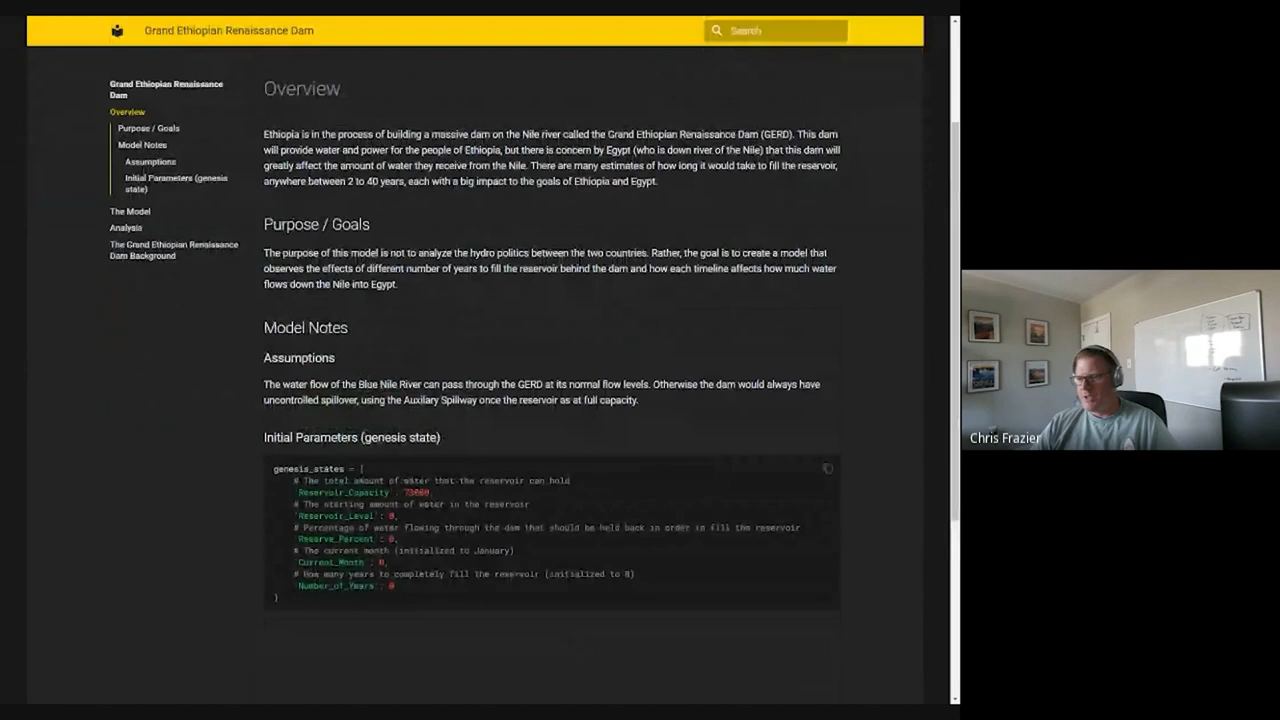 Grand Ethiopian Renaissance Dam
Search
Grand Ethiopian Renaissance
Dam
Overview
Purpose / Goals
Model Notes
Assumptions
Initial Parameters (genesis
state)
The Model
Analysis
The Grand Ethiopian Renaissance
Dam Background
Overview
Ethiopia is in the process of building a massive dam on the Nile river called the Grand Ethiopian Renaissance Dam (GERD). This dam
will provide water and power for the people of Ethiopia, but there is concern by Egypt (who is down river of the Nile) that this dam will
greatly affect the amount of water they receive from the Nile. There are many estimates of how long it would take to fill the reservoir,
anywhere between 2 to 40 years, each with a big impact to the goals of Ethiopia and Egypt.
Purpose / Goals
The purpose of this model is not to analyze the hydro politics between the two countries. Rather, the goal is to create a model that
observes the effects of different number of years to fill the reservoir behind the dam and how each timeline affects how much water
flows down the Nile into Egypt.
Model Notes
Assumptions
The water flow of the Blue Nile River can pass through the GERD at its normal flow levels. Otherwise the dam would always have
uncontrolled spillover, using the Auxilary Spillway once the reservoir as at full capacity.
Initial Parameters (genesis state)
genesis_states = {
# The total amount of water that the reservoir can hold
'Reservoir_Capacity': 73000,
# The starting amount of water in the reservoir
'Reservoir_Level': 0,
# Percentage of water flowing through the dam that should be held back in order to fill the reservoir
'Reserve_Percent': 0,
# The current month (initialized to January)
'Current_Month': 0,
# How many years to completely fill the reservoir (initialized to 0)
'Number_of_Years': 0
}
Chris Frazier